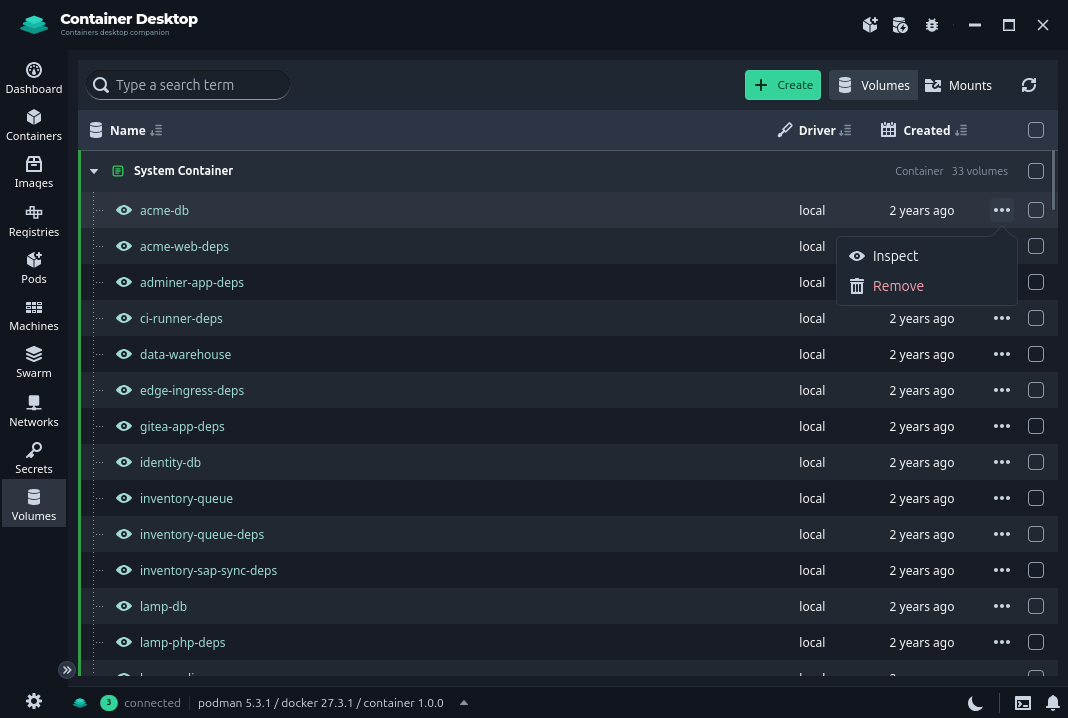 Container Desktop
Containers desktop companion
Dashboard
Containers
Images
Registries
Pods
Machines
Swarm
Networks
Secrets
Volumes
Type a search term
Create
Volumes
Mounts
Name Driver Created
System Container Container 33 volumes
acme-db local 2 years ago
acme-web-deps local
Inspect
adminer-app-deps local
Remove
ci-runner-deps local 2 years ago
data-warehouse local 2 years ago
edge-ingress-deps local 2 years ago
gitea-app-deps local 2 years ago
identity-db local 2 years ago
inventory-queue local 2 years ago
inventory-queue-deps local 2 years ago
inventory-sap-sync-deps local 2 years ago
lamp-db local 2 years ago
lamp-php-deps local 2 years ago
3 connected podman 5.3.1 / docker 27.3.1 / container 1.0.0